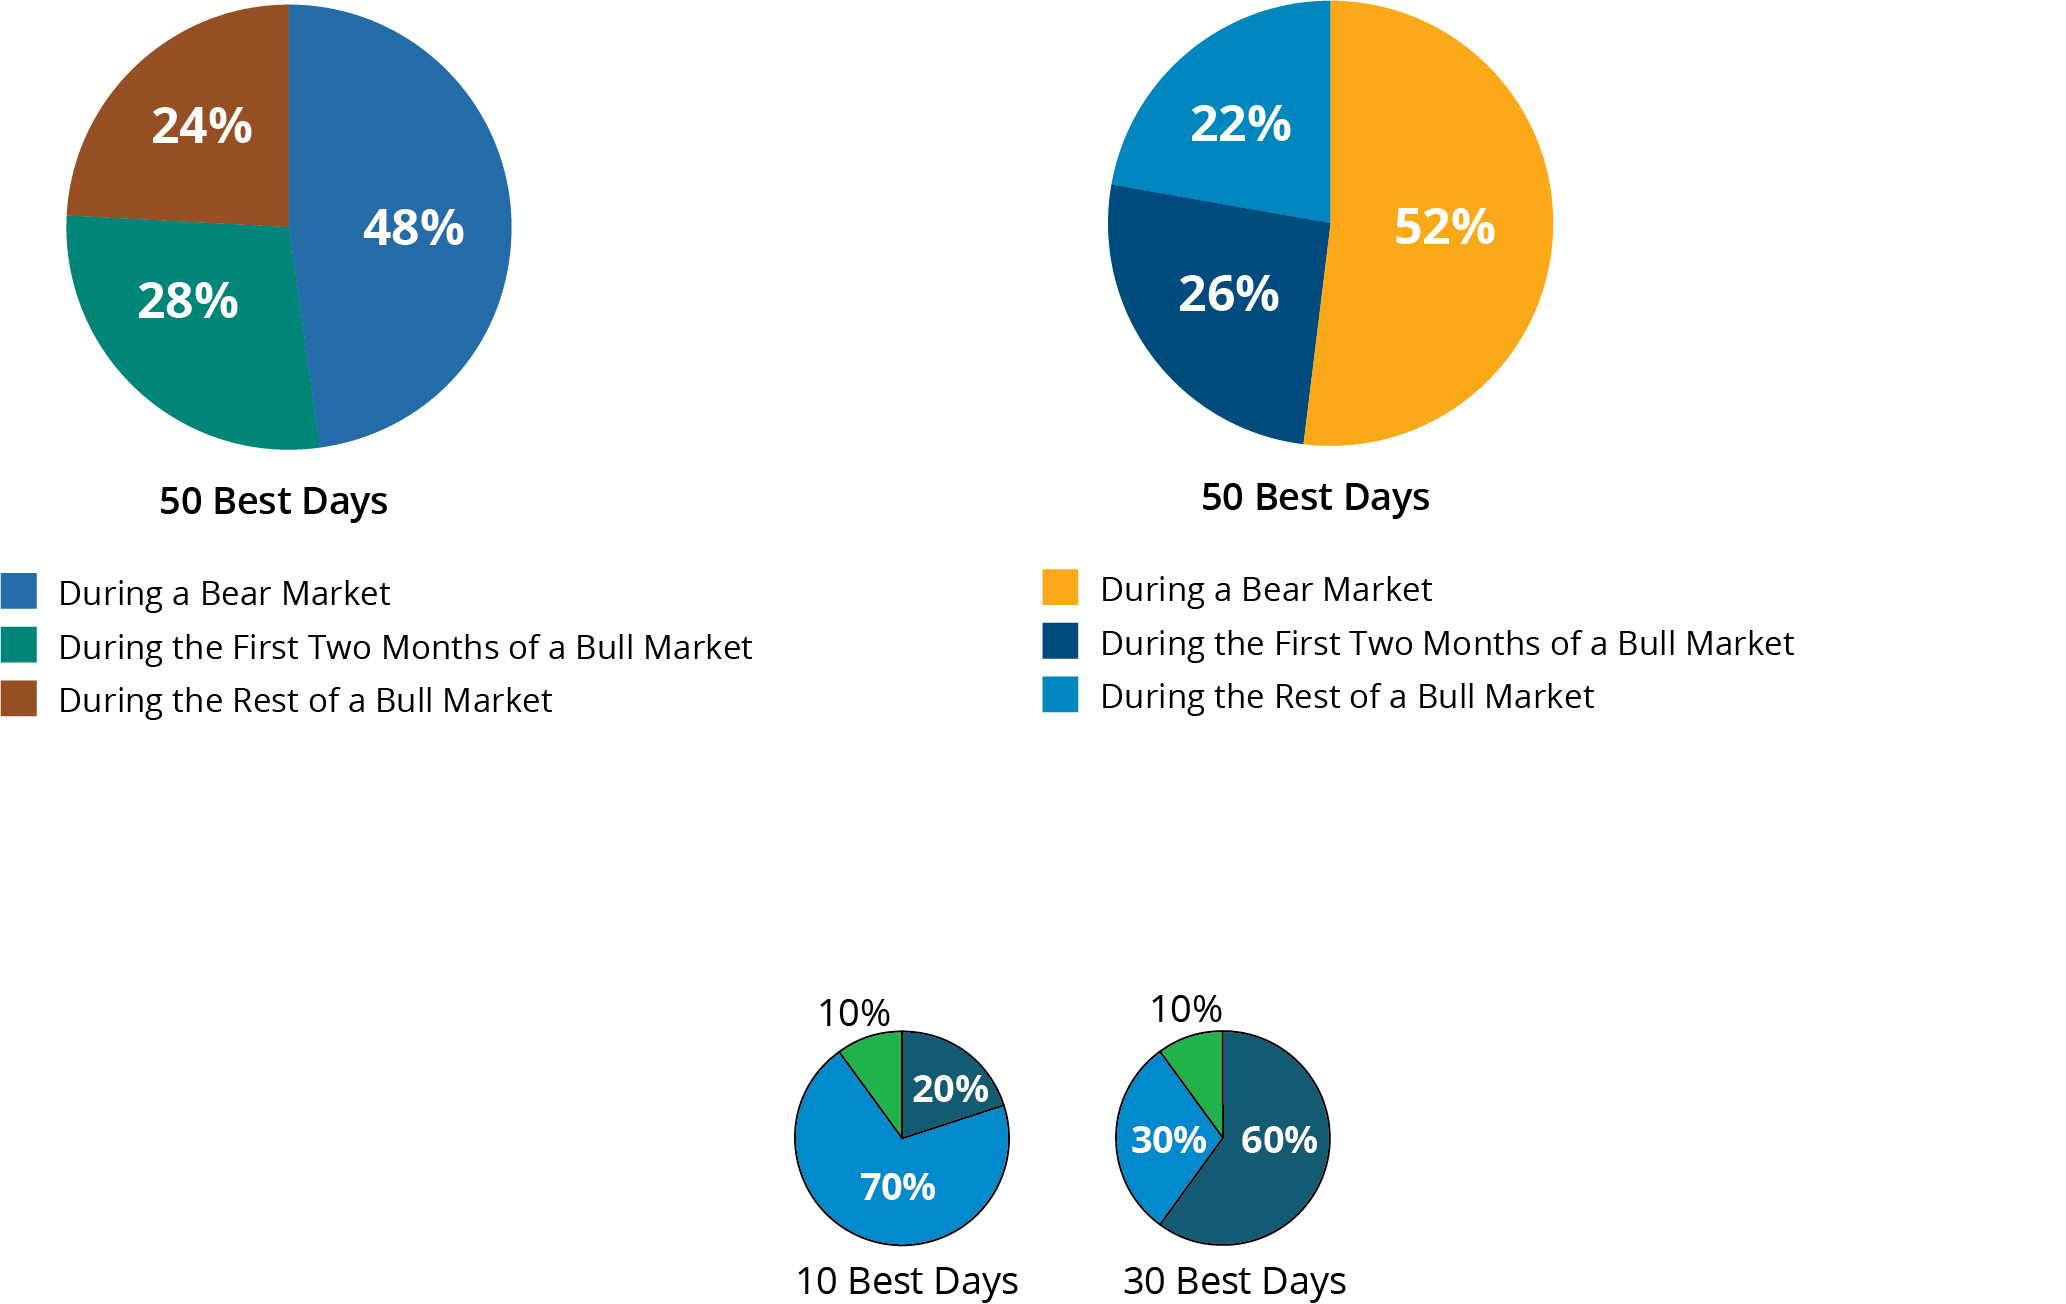 24%
48%
28%
50 Best Days
During a Bear Market
During the First Two Months of a Bull Market
During the Rest of a Bull Market
22%
52%
26%
50 Best Days
During a Bear Market
During the First Two Months of a Bull Market
During the Rest of a Bull Market
10%
20%
70%
10 Best Days
10%
30%
60%
30 Best Days